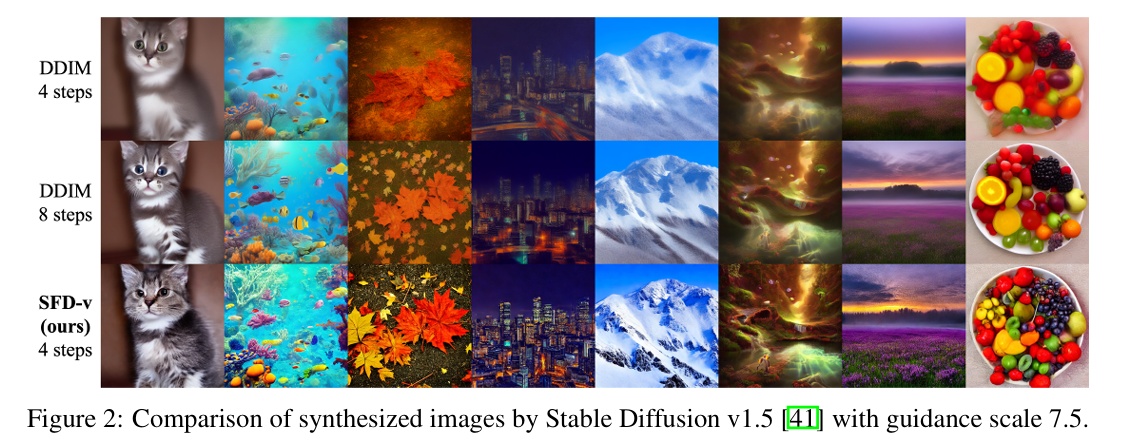 DDIM
4 steps
DDIM
8 steps
SFD-v
(ours)
4 steps
Figure 2: Comparison of synthesized images by Stable Diffusion v1.5 [41] with guidance scale 7.5.